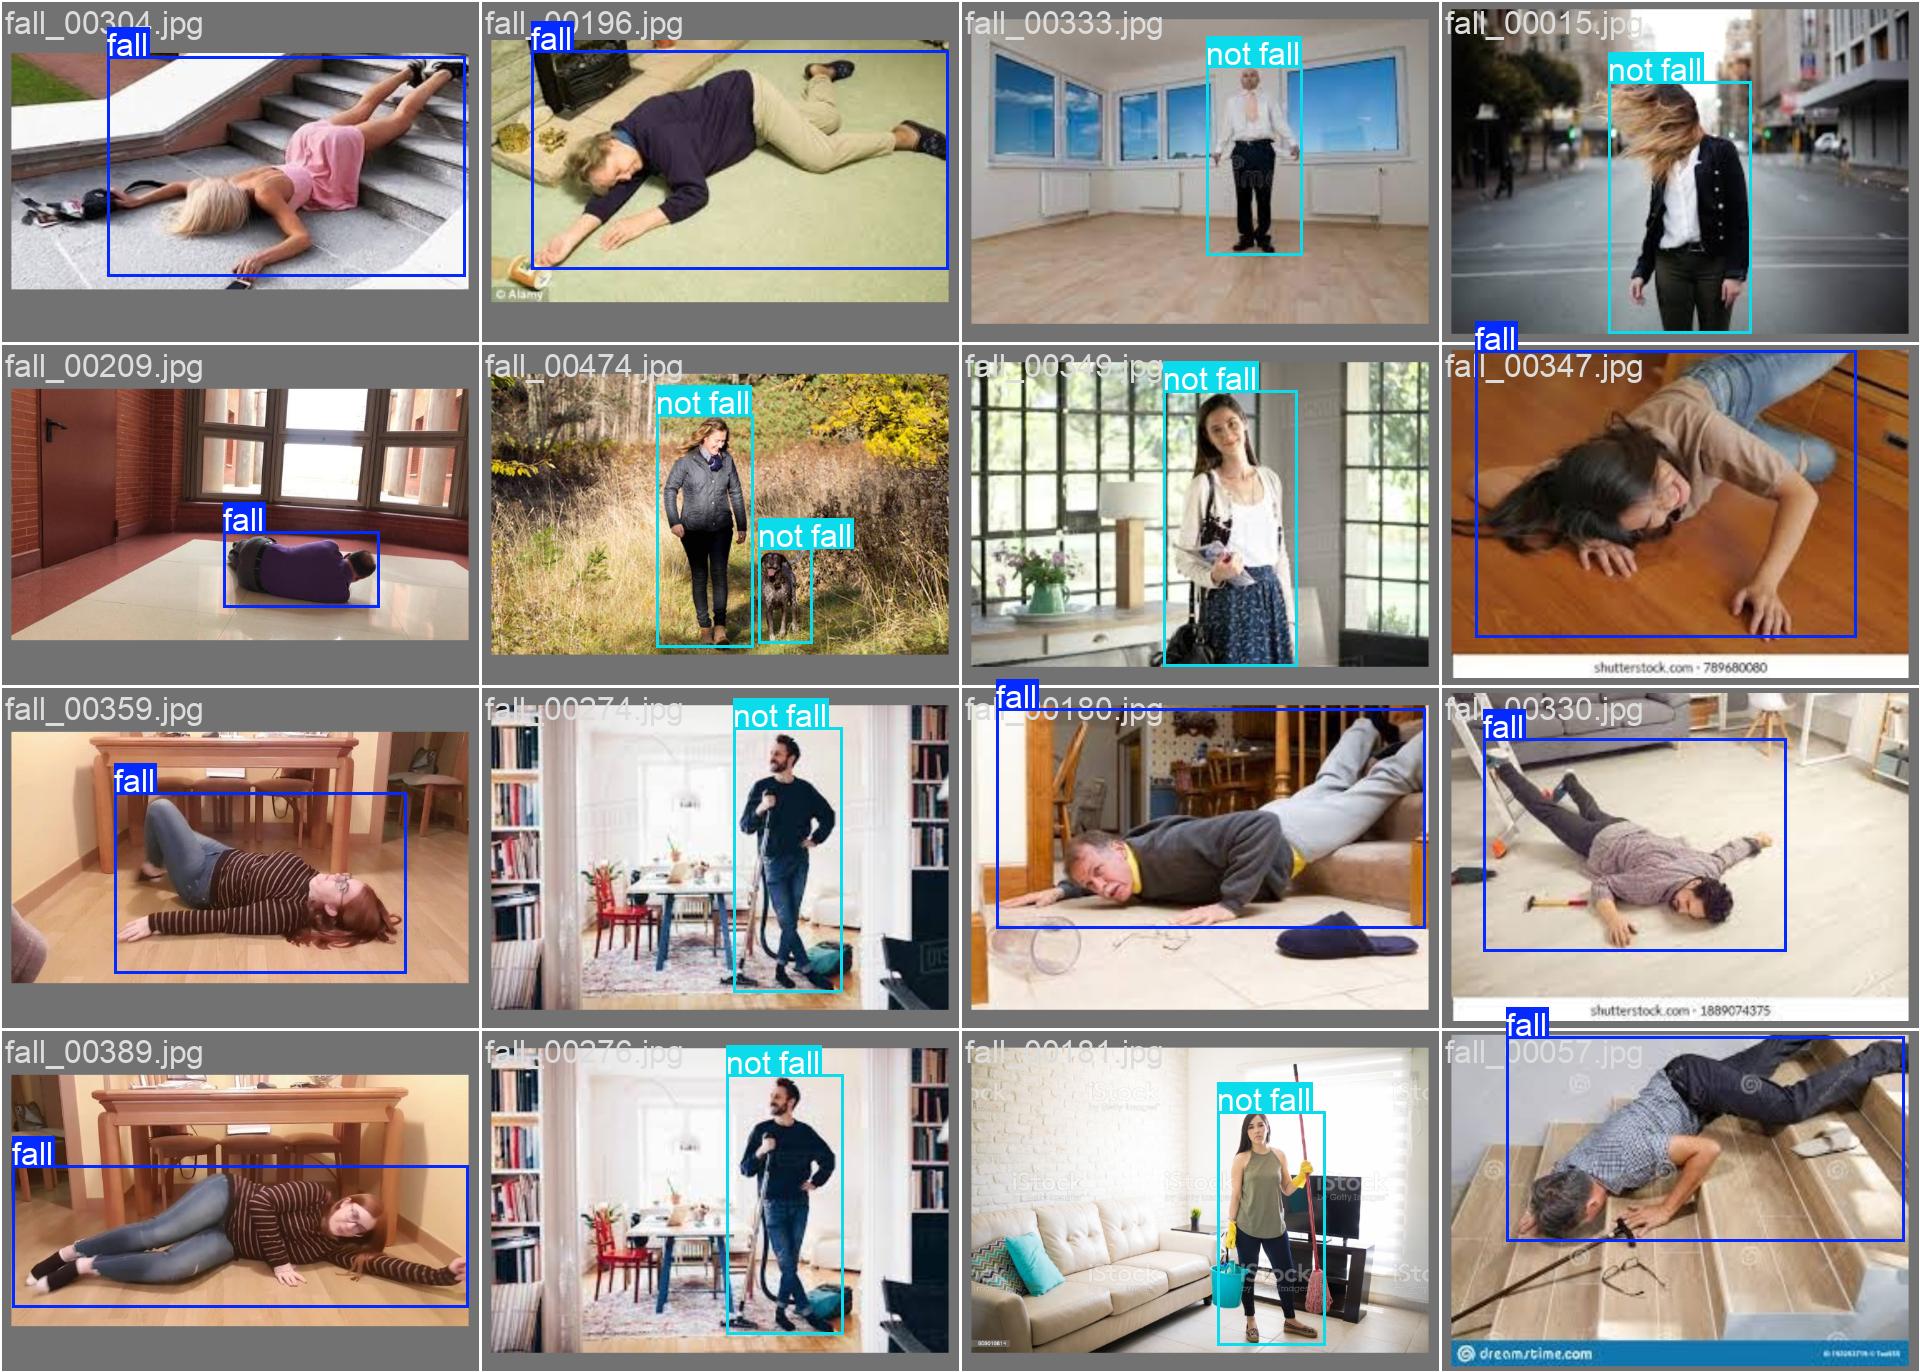 fall_00304.jpg
fall
fall_00196.jpg
fall
© Alamy
fall_00333.jpg
not fall
fall_00015.jpg
not fall
fall_00209.jpg
fall
fall_00474.jpg
not fall
not fall
fall_00349.jpg
not fall
fall_00347.jpg
fall
shutterstock.com · 789680080
fall_00359.jpg
fall
fall_00274.jpg
not fall
fall_00180.jpg
fall
fall_00330.jpg
fall
shutterstock.com · 1889074375
fall_00389.jpg
fall
fall_00276.jpg
not fall
fall_00181.jpg
not fall
iStock
by Getty Images
iStock
iStock
iStock
fall_00057.jpg
fall
dreamstime.com